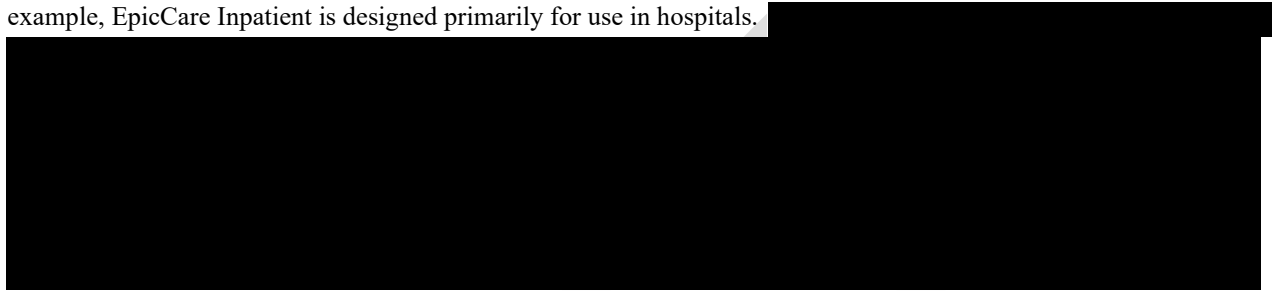 example, EpicCare Inpatient is designed primarily for use in hospitals.